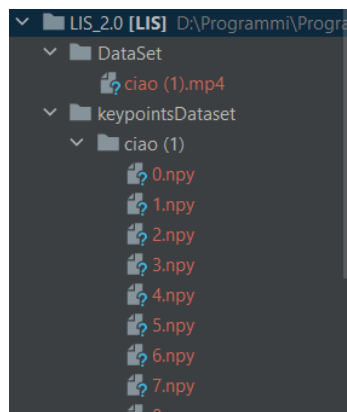 LIS_2.0 [LIS] D:\Programmi\Progra
DataSet
ciao (1).mp4
keypointsDataset
ciao (1)
0.npy
1.npy
2.npy
3.npy
4.npy
5.npy
6.npy
7.npy